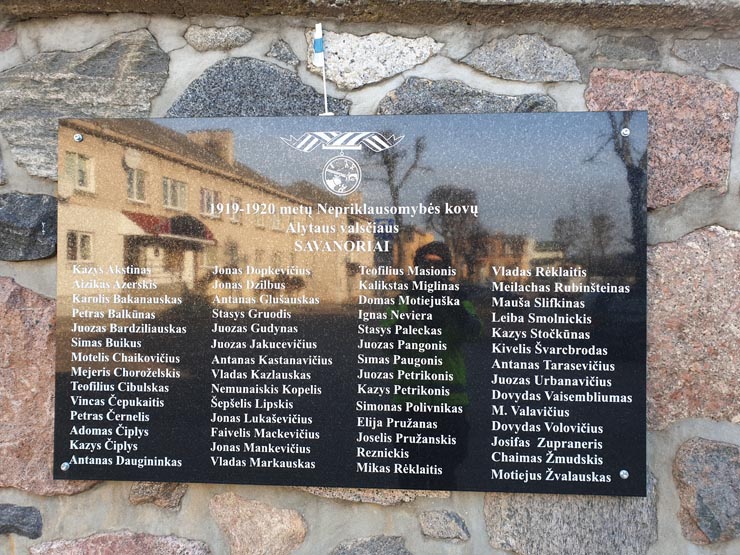 1919-1920 metų Nepriklausomybės kovų
Alytaus valsčiaus
SAVANORIAI
Kazys Akstinas
Aizikas Azerskis
Karolis Bakanauskas
Petras Balkūnas
Juozas Bardziliauskas
Simas Buikus
Motelis Chaikovičius
Mejeris Choroželskis
Teofilius Cibulskas
Vincas Čepukaitis
Petras Černelis
Adomas Čiplys
Kazys Čiplys
Antanas Daugininkas
Jonas Dopkevičius
Jonas Dzilbus
Antanas Glušauskas
Stasys Gruodis
Juozas Gudynas
Juozas Jakucevičius
Antanas Kastanavičius
Vladas Kazlauskas
Nemunaiskis Kopelis
Šepšelis Lipskis
Jonas Lukaševičius
Faivelis Mackevičius
Jonas Mankevičius
Vladas Markauskas
Teofilius Masionis
Kalikstas Miglinas
Domas Motiejuška
Ignas Neviera
Stasys Paleckas
Juozas Pangonis
Simas Paugonis
Juozas Petrikonis
Kazys Petrikonis
Simonas Polivnikas
Elija Pružanas
Joselis Pružanskis
Reznickis
Mikas Rėklaitis
Vladas Rėklaitis
Meilachas Rubinšteinas
Mauša Slifkinas
Leiba Smolnickis
Kazys Stočkūnas
Kivelis Švarcbrodas
Antanas Tarasevičius
Juozas Urbanavičius
Dovydas Vaisembliumas
M. Valavičius
Dovydas Volovičius
Josifas Zupraneris
Chaimas Žmudskis
Motiejus Žvalauskas